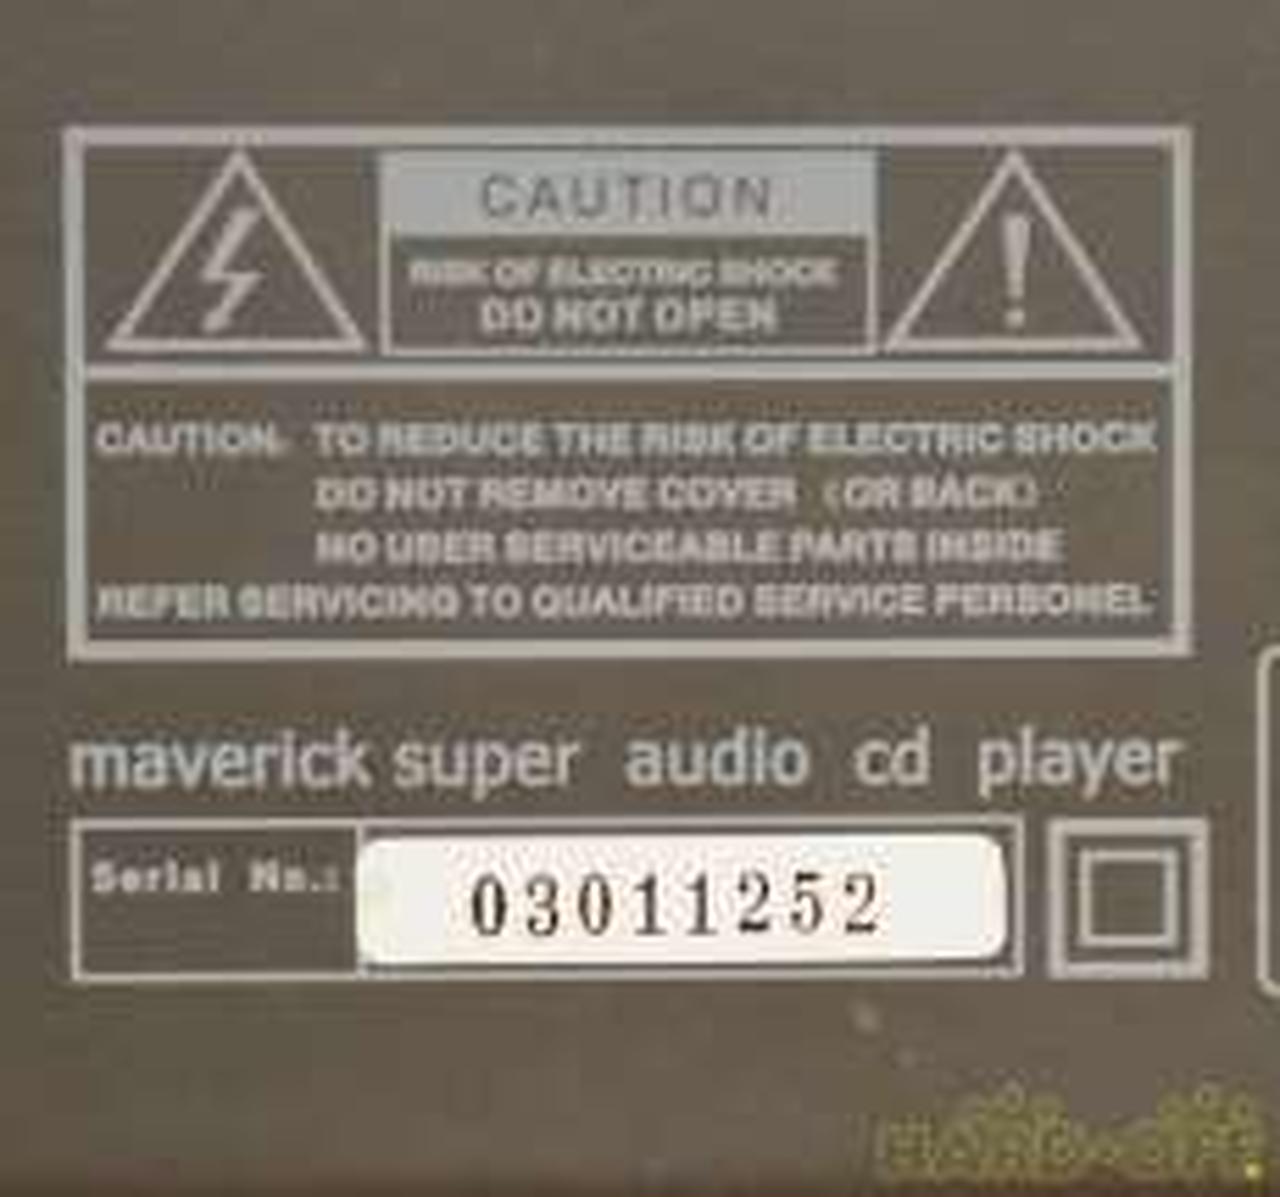 CAUTION
RISK OF ELECTRIC SHOCK
DO NOT OPEN
CAUTION: TO REDUCE THE RISK OF ELECTRIC SHOCK
DO NOT REMOVE COVER (OR BACK)
NO USER SERVICEABLE PARTS INSIDE
REFER SERVICING TO QUALIFIED SERVICE PERSONEL
maverick super audio cd player
Serial No.: 03011252